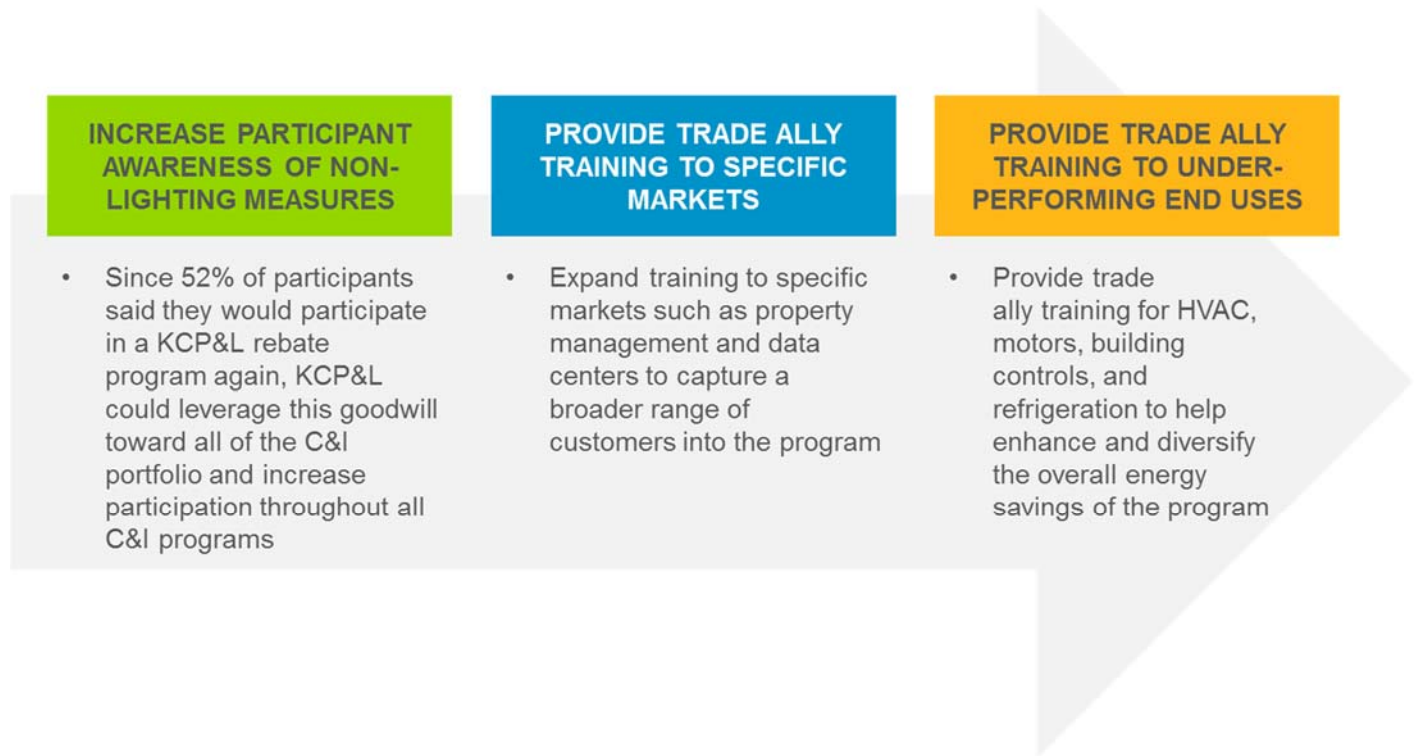 INCREASE PARTICIPANT
AWARENESS OF NON-
LIGHTING MEASURES
• Since 52% of participants
said they would participate
in a KCP&L rebate
program again, KCP&L
could leverage this goodwill
toward all of the C&I
portfolio and increase
participation throughout all
C&I programs
PROVIDE TRADE ALLY
TRAINING TO SPECIFIC
MARKETS
• Expand training to specific
markets such as property
management and data
centers to capture a
broader range of
customers into the program
PROVIDE TRADE ALLY
TRAINING TO UNDER-
PERFORMING END USES
• Provide trade
ally training for HVAC,
motors, building
controls, and
refrigeration to help
enhance and diversify
the overall energy
savings of the program